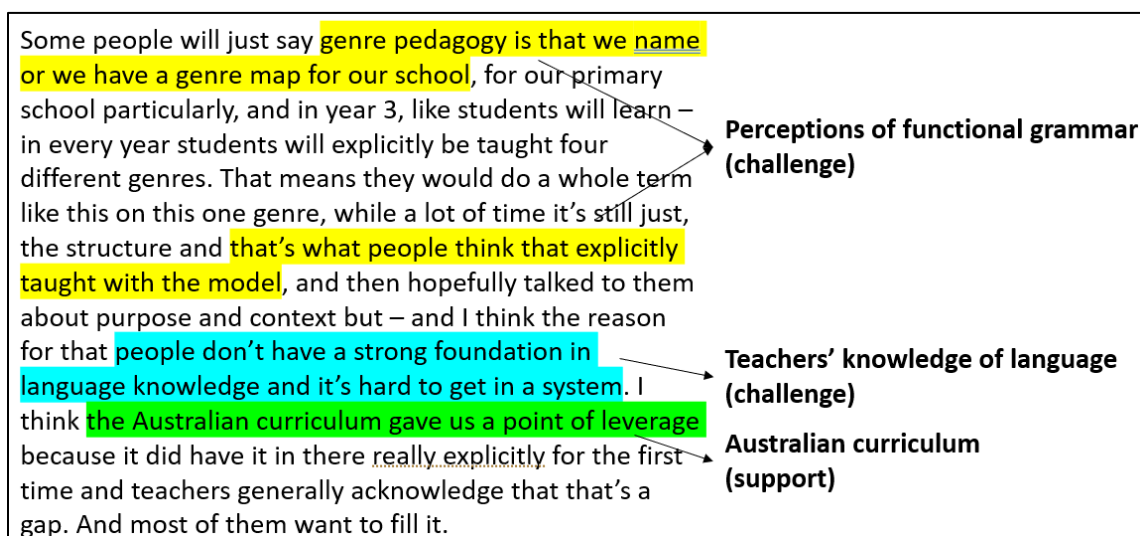 Some people will just say genre pedagogy is that we name
or we have a genre map for our school, for our primary
school particularly, and in year 3, like students will learn –
in every year students will explicitly be taught four
different genres. That means they would do a whole term
like this on this one genre, while a lot of time it’s still just,
the structure and that’s what people think that explicitly
taught with the model, and then hopefully talked to them
about purpose and context but – and I think the reason
for that people don’t have a strong foundation in
language knowledge and it’s hard to get in a system. I
think the Australian curriculum gave us a point of leverage
because it did have it in there really explicitly for the first
time and teachers generally acknowledge that that’s a
gap. And most of them want to fill it.
Perceptions of functional grammar
(challenge)
Teachers’ knowledge of language
(challenge)
Australian curriculum
(support)